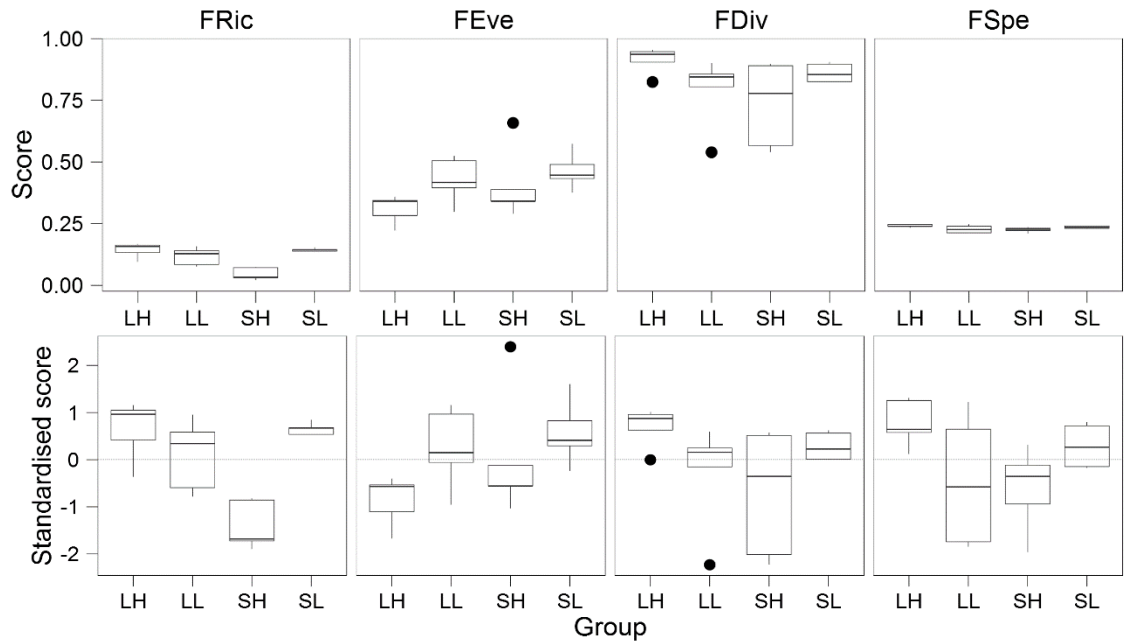 FRic FEve FDiv FSpe
Score
1.00
0.75
0.50
0.25
0.00
LH LL SH SL LH LL SH SL LH LL SH SL LH LL SH SL
Standardised score
2
1
0
-1
-2
LH LL SH SL LH LL SH SL LH LL SH SL LH LL SH SL
Group